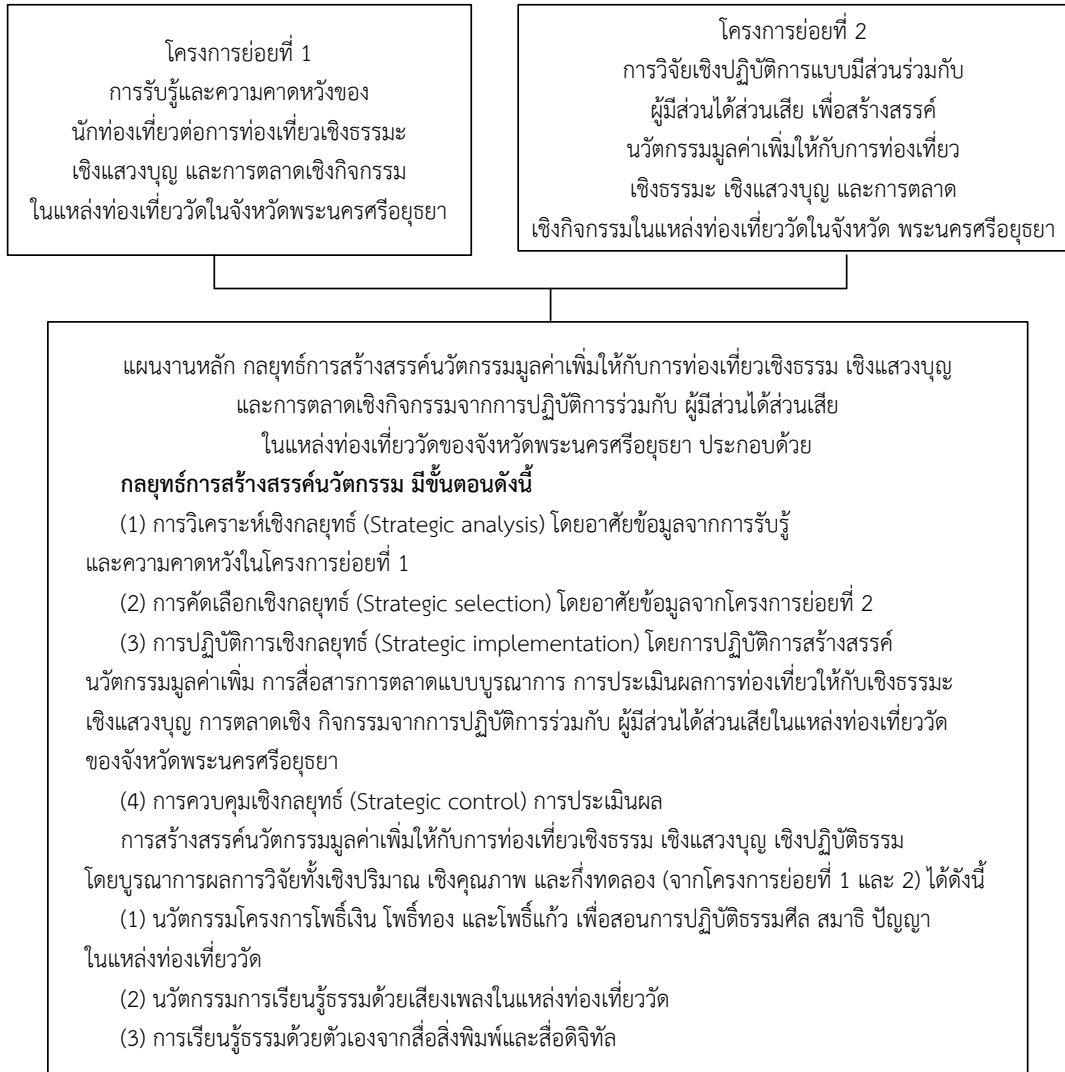 โครงการย่อยที่ 1
การรับรู้และความคาดหวังของ
นักท่องเที่ยวต่อการท่องเที่ยวเชิงธรรมะ
เชิงแสวงบุญ และการตลาดเชิงกิจกรรม
ในแหล่งท่องเที่ยววัดในจังหวัดพระนครศรีอยุธยา
โครงการย่อยที่ 2
การวิจัยเชิงปฏิบัติการแบบมีส่วนร่วมกับ
ผู้มีส่วนได้ส่วนเสีย เพื่อสร้างสรรค์
นวัตกรรมมูลค่าเพิ่มให้กับการท่องเที่ยว
เชิงธรรมะ เชิงแสวงบุญ และการตลาด
เชิงกิจกรรมในแหล่งท่องเที่ยววัดในจังหวัด พระนครศรีอยุธยา
แผนงานหลัก กลยุทธ์การสร้างสรรค์นวัตกรรมมูลค่าเพิ่มให้กับการท่องเที่ยวเชิงธรรม เชิงแสวงบุญ
และการตลาดเชิงกิจกรรมจากการปฏิบัติการร่วมกับ ผู้มีส่วนได้ส่วนเสีย
ในแหล่งท่องเที่ยววัดของจังหวัดพระนครศรีอยุธยา ประกอบด้วย
กลยุทธ์การสร้างสรรค์นวัตกรรม มีขั้นตอนดังนี้
(1) การวิเคราะห์เชิงกลยุทธ์ (Strategic analysis) โดยอาศัยข้อมูลจากการรับรู้
และความคาดหวังในโครงการย่อยที่ 1
(2) การคัดเลือกเชิงกลยุทธ์ (Strategic selection) โดยอาศัยข้อมูลจากโครงการย่อยที่ 2
(3) การปฏิบัติการเชิงกลยุทธ์ (Strategic implementation) โดยการปฏิบัติการสร้างสรรค์
นวัตกรรมมูลค่าเพิ่ม การสื่อสารการตลาดแบบบูรณาการ การประเมินผลการท่องเที่ยวให้กับเชิงธรรมะ
เชิงแสวงบุญ การตลาดเชิง กิจกรรมจากการปฏิบัติการร่วมกับ ผู้มีส่วนได้ส่วนเสียในแหล่งท่องเที่ยววัด
ของจังหวัดพระนครศรีอยุธยา
(4) การควบคุมเชิงกลยุทธ์ (Strategic control) การประเมินผล
การสร้างสรรค์นวัตกรรมมูลค่าเพิ่มให้กับการท่องเที่ยวเชิงธรรม เชิงแสวงบุญ เชิงปฏิบัติธรรม
โดยบูรณาการผลการวิจัยทั้งเชิงปริมาณ เชิงคุณภาพ และกึ่งทดลอง (จากโครงการย่อยที่ 1 และ 2) ได้ดังนี้
(1) นวัตกรรมโครงการโพธิ์เงิน โพธิ์ทอง และโพธิ์แก้ว เพื่อสอนการปฏิบัติธรรมศีล สมาธิ ปัญญา
ในแหล่งท่องเที่ยววัด
(2) นวัตกรรมการเรียนรู้ธรรมด้วยเสียงเพลงในแหล่งท่องเที่ยววัด
(3) การเรียนรู้ธรรมด้วยตัวเองจากสื่อสิ่งพิมพ์และสื่อดิจิทัล